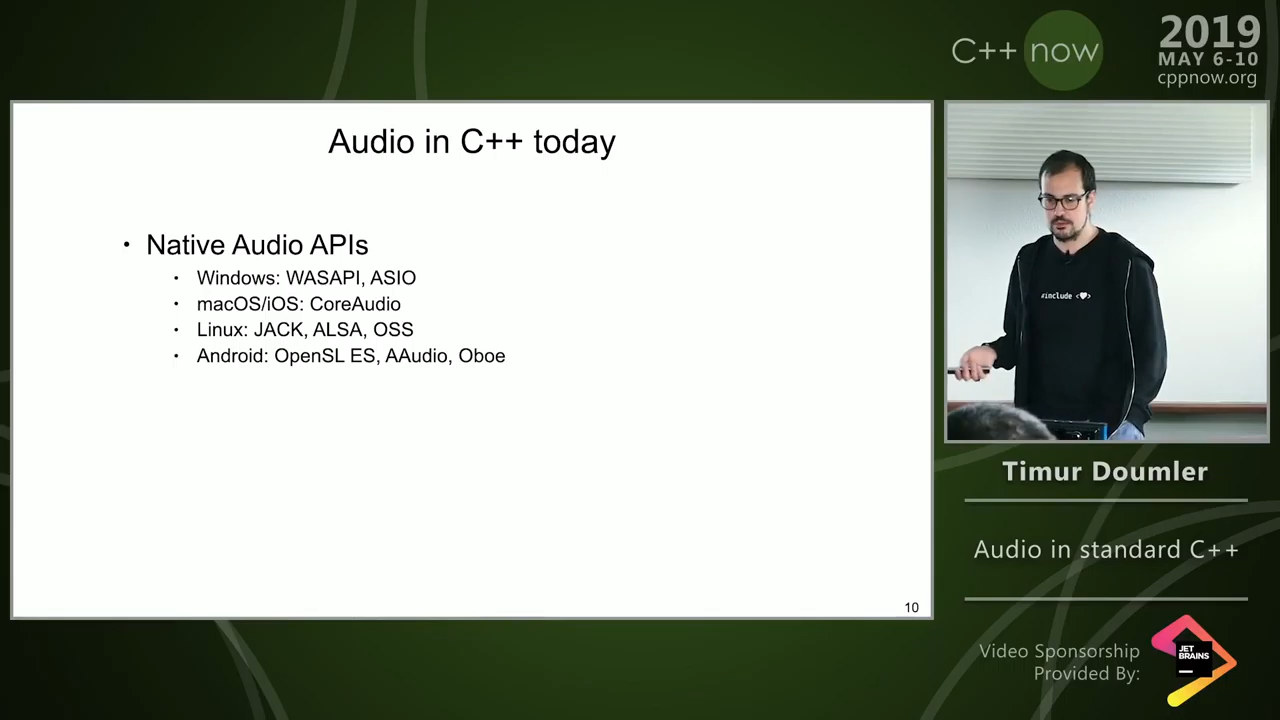 C++ now
2019
MAY 6-10
cppnow.org
Audio in C++ today
• Native Audio APIs
• Windows: WASAPI, ASIO
• macOS/iOS: CoreAudio
• Linux: JACK, ALSA, OSS
• Android: OpenSL ES, AAudio, Oboe
10
#include <♥>
Timur Doumler
Audio in standard C++
Video Sponsorship
Provided By:
JET
BRAINS